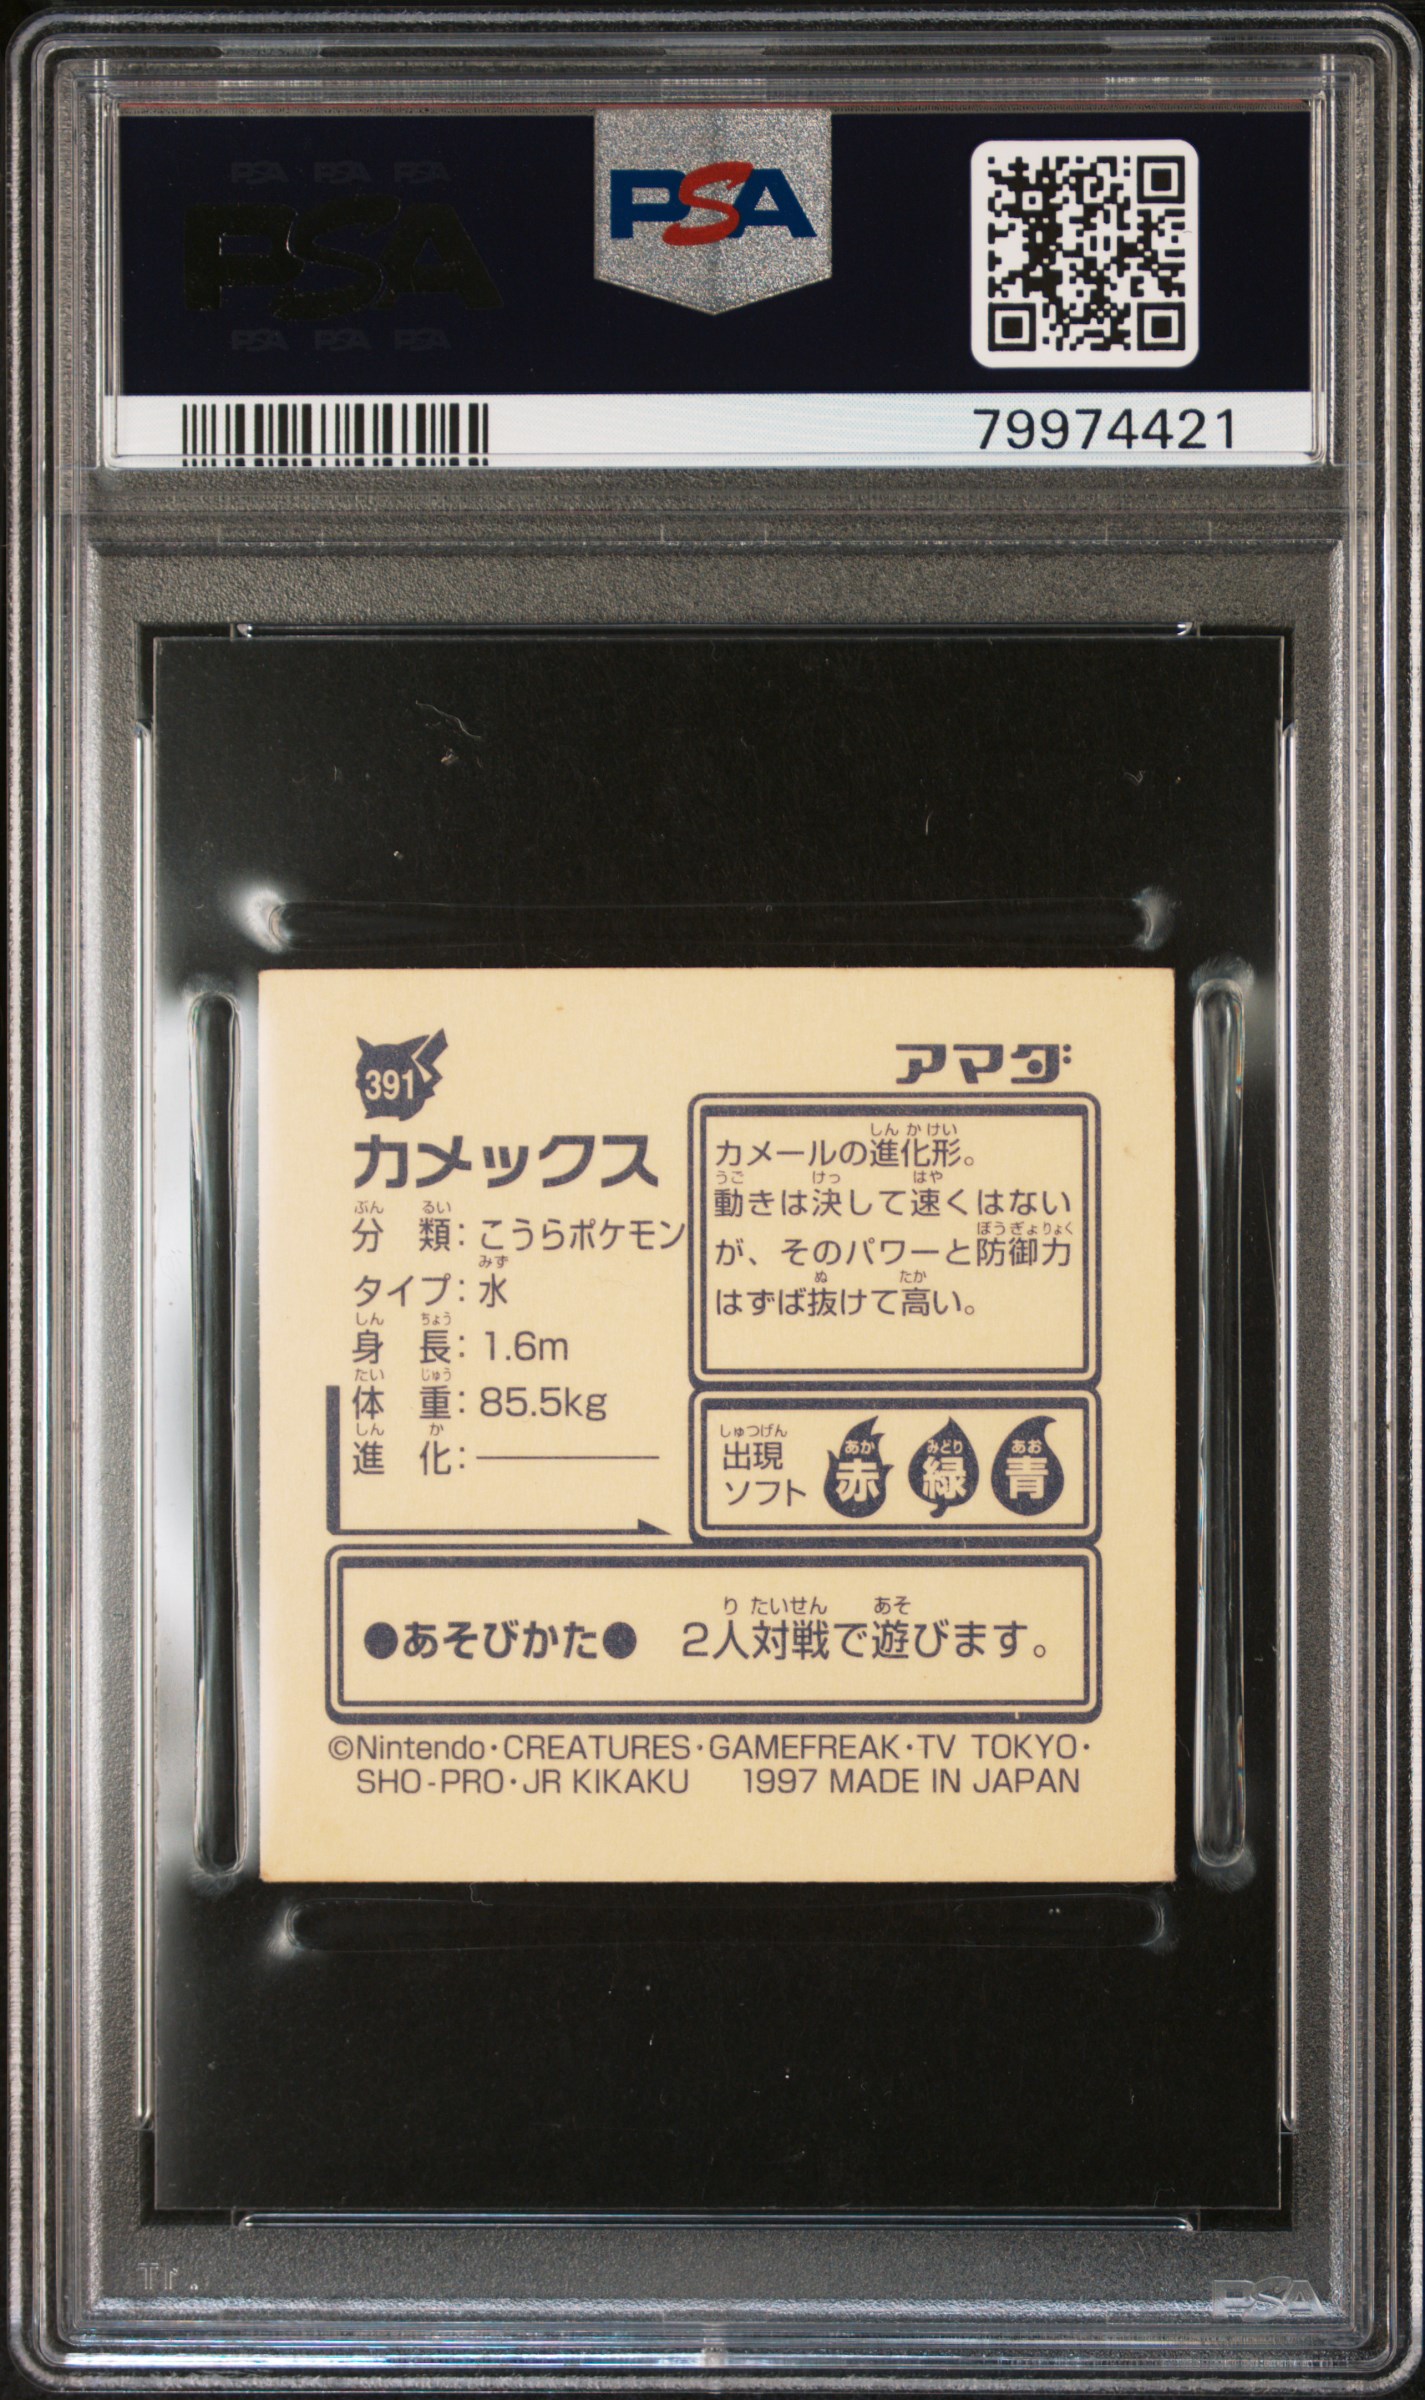 PSA PSA PSA
PSA
PSA PSA PSA
PSA
79974421
391
カメックス
ぶん るい
分 類：こうらポケモン
みず
タイプ：水
しん ちょう
身 長：1.6m
たい じゅう
体 重：85.5kg
しん か
進 化：
アマダ
しんかけい
カメールの進化形。
うご けっ はや
動きは決して速くはない
ぼうぎょりょく
が、そのパワーと防御力
ぬ たか
はずば抜けて高い。
しゅつげん
出現
ソフト
あか
赤
みどり
緑
あお
青
り たいせん あそ
●あそびかた● 2人対戦で遊びます。
©Nintendo・CREATURES・GAMEFREAK・TV TOKYO・
SHO-PRO・JR KIKAKU 1997 MADE IN JAPAN
Tr.
PSA